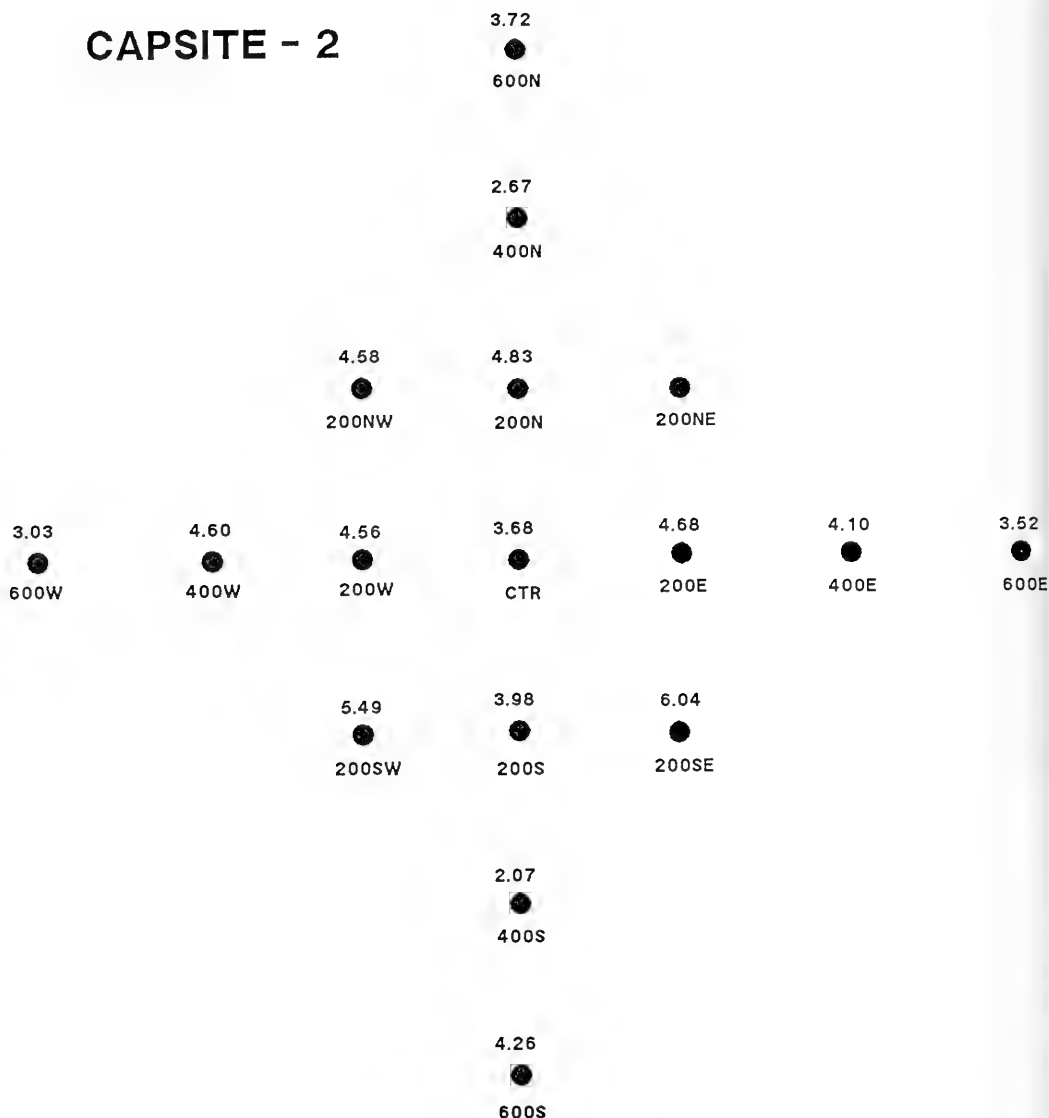 CAPSITE - 2
3.72
600N
2.67
400N
4.58 4.83
200NW 200N 200NE
3.03 4.60 4.56 3.68 4.68 4.10 3.52
600W 400W 200W CTR 200E 400E 600E
5.49 3.98 6.04
200SW 200S 200SE
2.07
400S
4.26
600S